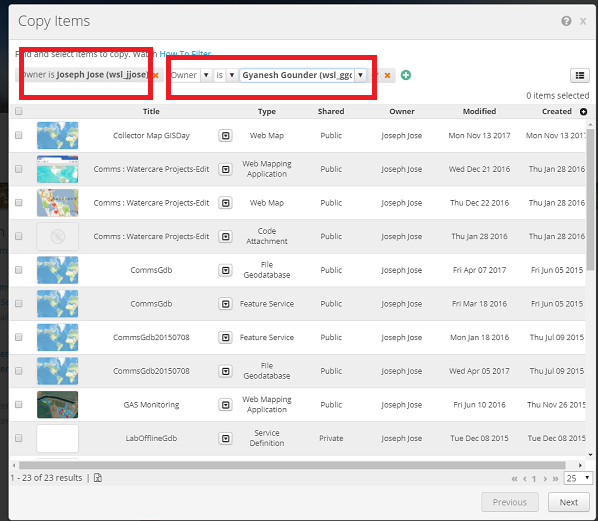 Copy Items
Find and select items to copy. Watch How To Filter
Owner is Joseph Jose (wsl_jjose) Owner is Gyanesh Gounder (wsl_ggo
0 items selected
Title Type Shared Owner Modified Created
Collector Map GISDay Web Map Public Joseph Jose Mon Nov 13 2017 Mon Nov 13 2017
Comms : Watercare Projects-Edit Web Mapping Application Public Joseph Jose Wed Dec 21 2016 Thu Jan 28 2016
Comms : Watercare Projects-Edit Web Map Public Joseph Jose Thu Dec 22 2016 Thu Jan 28 2016
Comms : Watercare Projects-Edit Code Attachment Public Joseph Jose Thu Jan 28 2016 Thu Jan 28 2016
CommsGdb File Geodatabase Public Joseph Jose Fri Apr 07 2017 Fri Jun 05 2015
CommsGdb Feature Service Public Joseph Jose Fri Mar 18 2016 Fri Jun 05 2015
CommsGdb20150708 Feature Service Public Joseph Jose Mon Jan 18 2016 Thu Jul 09 2015
CommsGdb20150708 File Geodatabase Public Joseph Jose Wed Apr 05 2017 Thu Jul 09 2015
GAS Monitoring Web Mapping Application Public Joseph Jose Fri Jun 10 2016 Thu Nov 26 2015
LabOfflineGdb Service Definition Private Joseph Jose Tue Dec 08 2015 Tue Dec 08 2015
1 - 23 of 23 results | « ‹ 1 › » 25
Previous Next